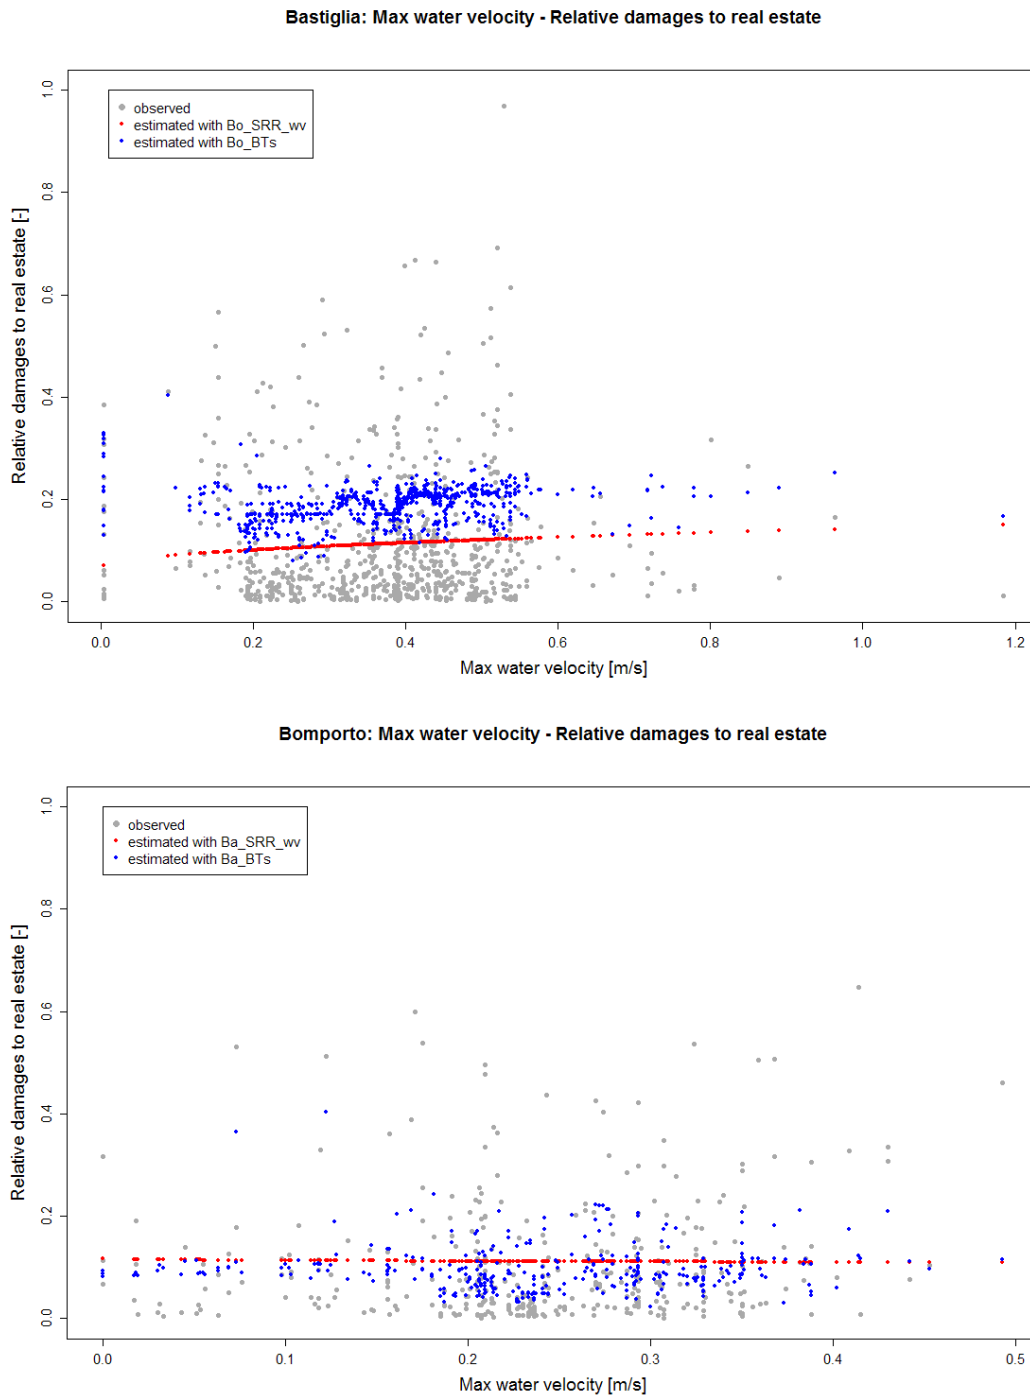 Bastiglia: Max water velocity - Relative damages to real estate
Relative damages to real estate [-]
1.0
0.8
0.6
0.4
0.2
0.0
observed
estimated with Bo_SRR_wv
estimated with Bo_BTs
0.0 0.2 0.4 0.6 0.8 1.0 1.2
Max water velocity [m/s]
Bomporto: Max water velocity - Relative damages to real estate
Relative damages to real estate [-]
1.0
0.8
0.6
0.4
0.2
0.0
observed
estimated with Ba_SRR_wv
estimated with Ba_BTs
0.0 0.1 0.2 0.3 0.4 0.5
Max water velocity [m/s]